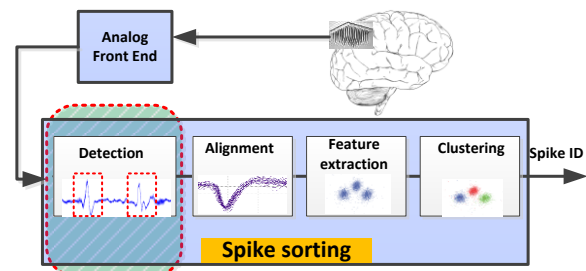 Analog
Front End
Detection
Alignment
Feature
extraction
Clustering
Spike ID
Spike sorting